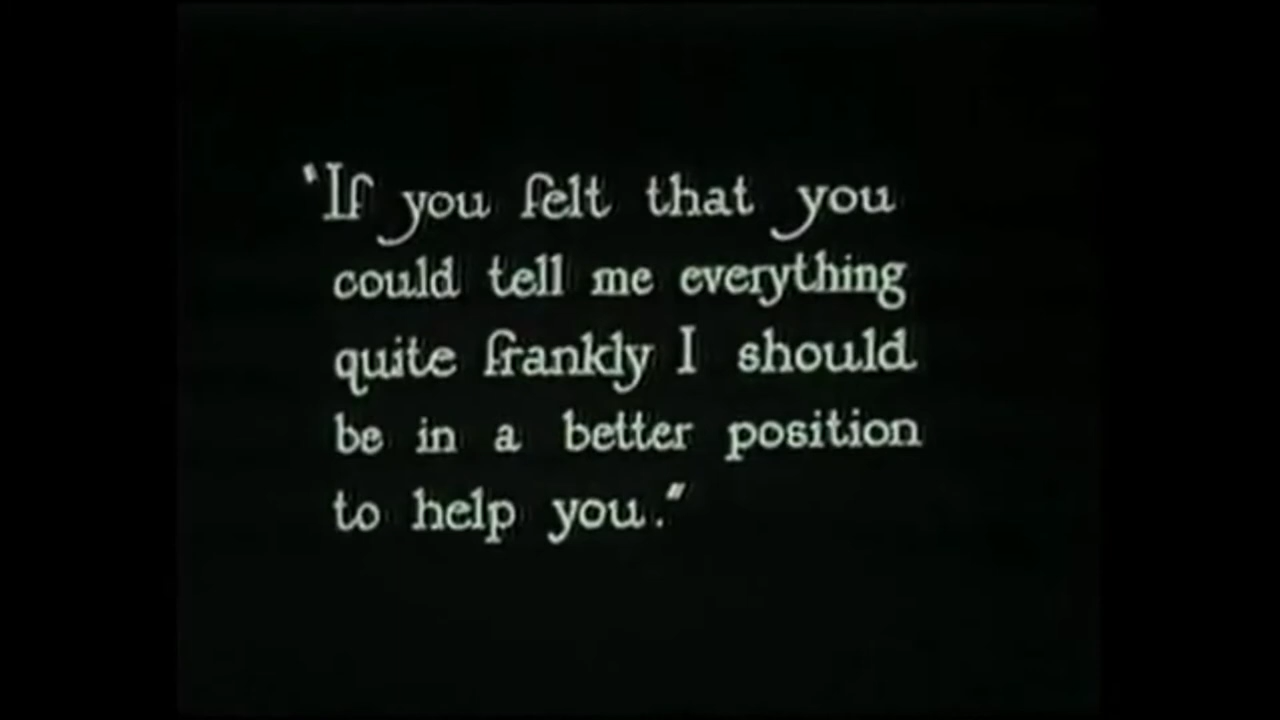 "If you felt that you
could tell me everything
quite frankly I should
be in a better position
to help you."